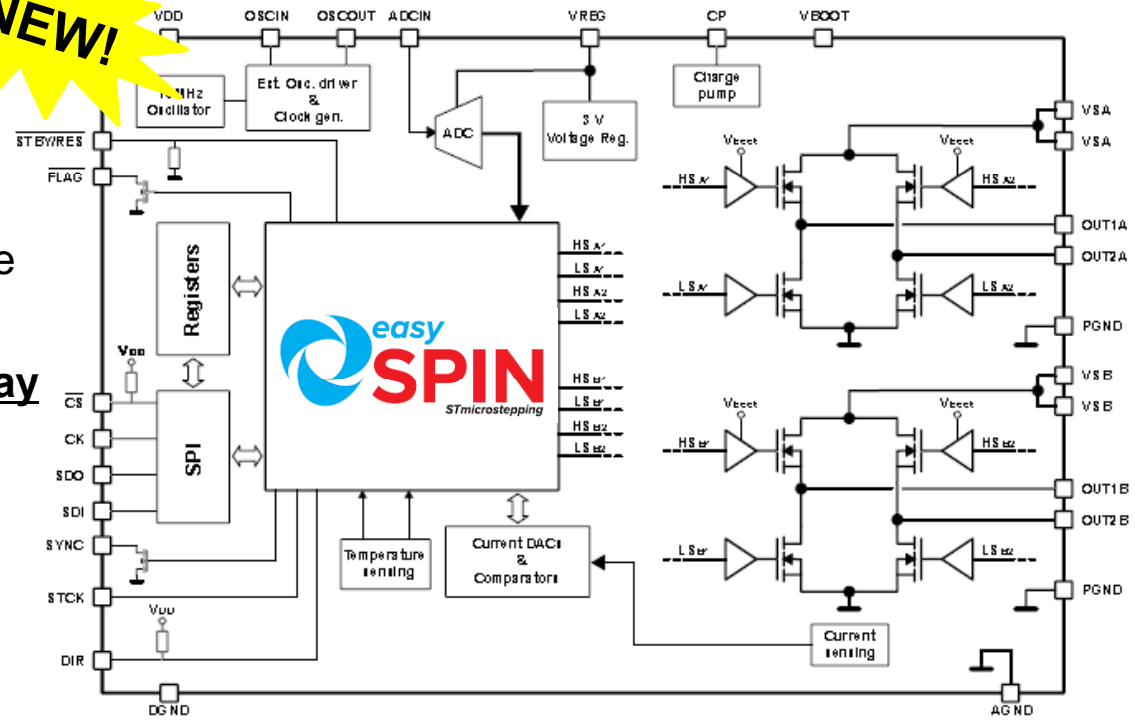 NEW!
VDD OSCIN OSCOUT ADCIN VREG CP VBOOT
MHz
Oscillator
Ext. Osc. driver
&
Clock gen.
ADC
3 V
Voltage Reg.
Charge
pump
STBY/RES
FLAG
e
ay
Registers
SPI
VDD
CS
CK
SDO
SDI
SYNC
STCK
VDD
DIR
DGND
easy
SPIN
STmicrostepping
HS A1
LS A1
HS A2
LS A2
HS B1
LS B1
HS B2
LS B2
Temperature
sensing
Current DACs
&
Comparators
Current
sensing
Vboot
Vboot
HS A1
HS A2
LS A1
LS A2
Vboot
Vboot
HS B1
HS B2
LS B1
LS B2
VSA
VSA
OUT1A
OUT2A
PGND
VSB
VSB
OUT1B
OUT2B
PGND
AGND